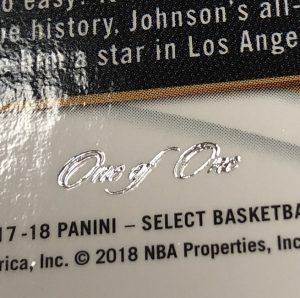 easy?
history, Johnson's all-
a star in Los Ange
One of One
17-18 PANINI – SELECT BASKETBA
rica, Inc. © 2018 NBA Properties, Inc